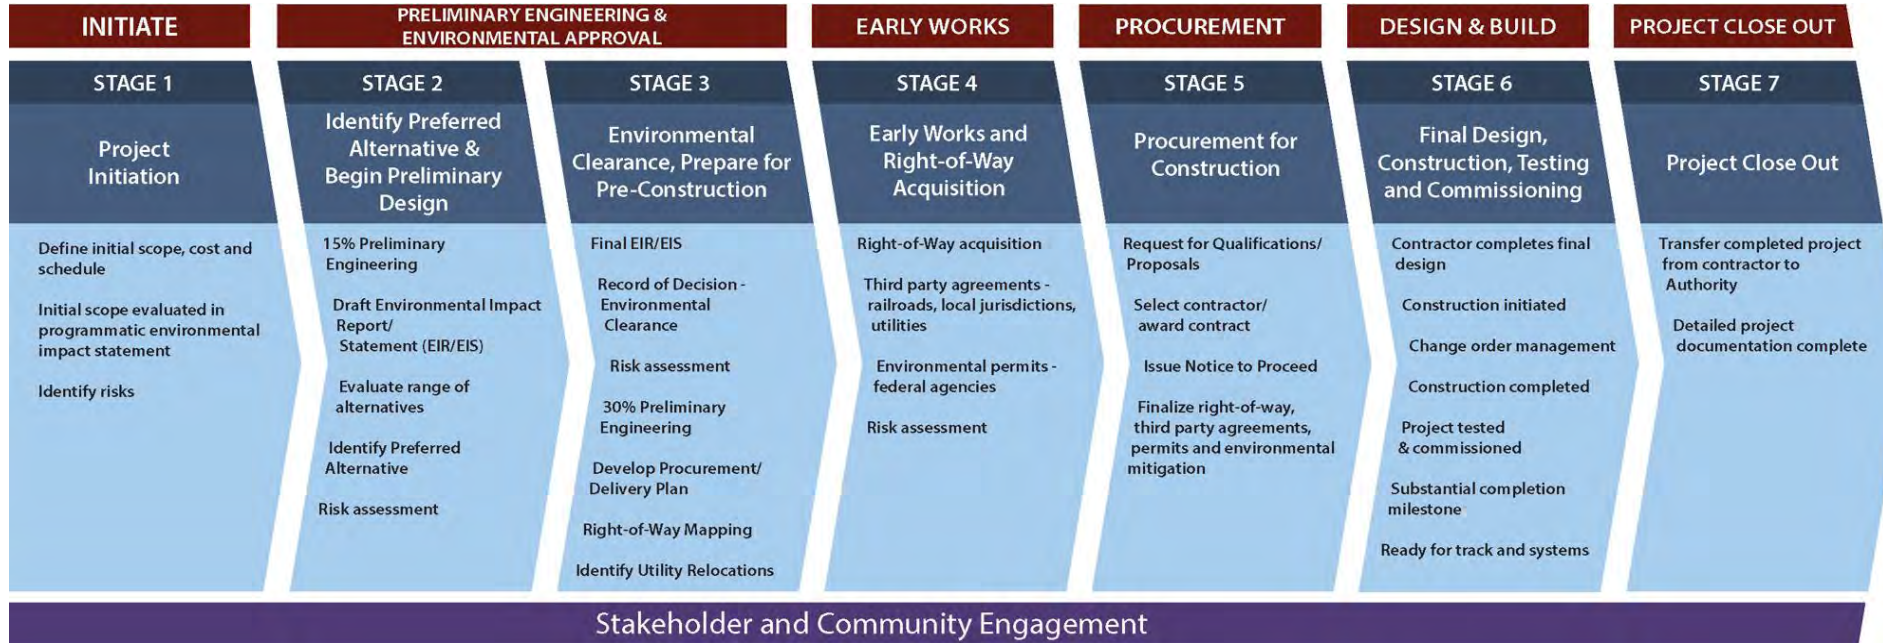 INITIATE
PRELIMINARY ENGINEERING &
ENVIRONMENTAL APPROVAL
EARLY WORKS
PROCUREMENT
DESIGN & BUILD
PROJECT CLOSE OUT
STAGE 1
Project
Initiation
Define initial scope, cost and
schedule
Initial scope evaluated in
programmatic environmental
impact statement
Identify risks
STAGE 2
Identify Preferred
Alternative &
Begin Preliminary
Design
15% Preliminary
Engineering
Draft Environmental Impact
Report/
Statement (EIR/EIS)
Evaluate range of
alternatives
Identify Preferred
Alternative
Risk assessment
STAGE 3
Environmental
Clearance, Prepare for
Pre-Construction
Final EIR/EIS
Record of Decision -
Environmental
Clearance
Risk assessment
30% Preliminary
Engineering
Develop Procurement/
Delivery Plan
Right-of-Way Mapping
Identify Utility Relocations
STAGE 4
Early Works and
Right-of-Way
Acquisition
Right-of-Way acquisition
Third party agreements -
railroads, local jurisdictions,
utilities
Environmental permits -
federal agencies
Risk assessment
STAGE 5
Procurement for
Construction
Request for Qualifications/
Proposals
Select contractor/
award contract
Issue Notice to Proceed
Finalize right-of-way,
third party agreements,
permits and environmental
mitigation
STAGE 6
Final Design,
Construction, Testing
and Commissioning
Contractor completes final
design
Construction initiated
Change order management
Construction completed
Project tested
& commissioned
Substantial completion
milestone
Ready for track and systems
STAGE 7
Project Close Out
Transfer completed project
from contractor to
Authority
Detailed project
documentation complete
Stakeholder and Community Engagement